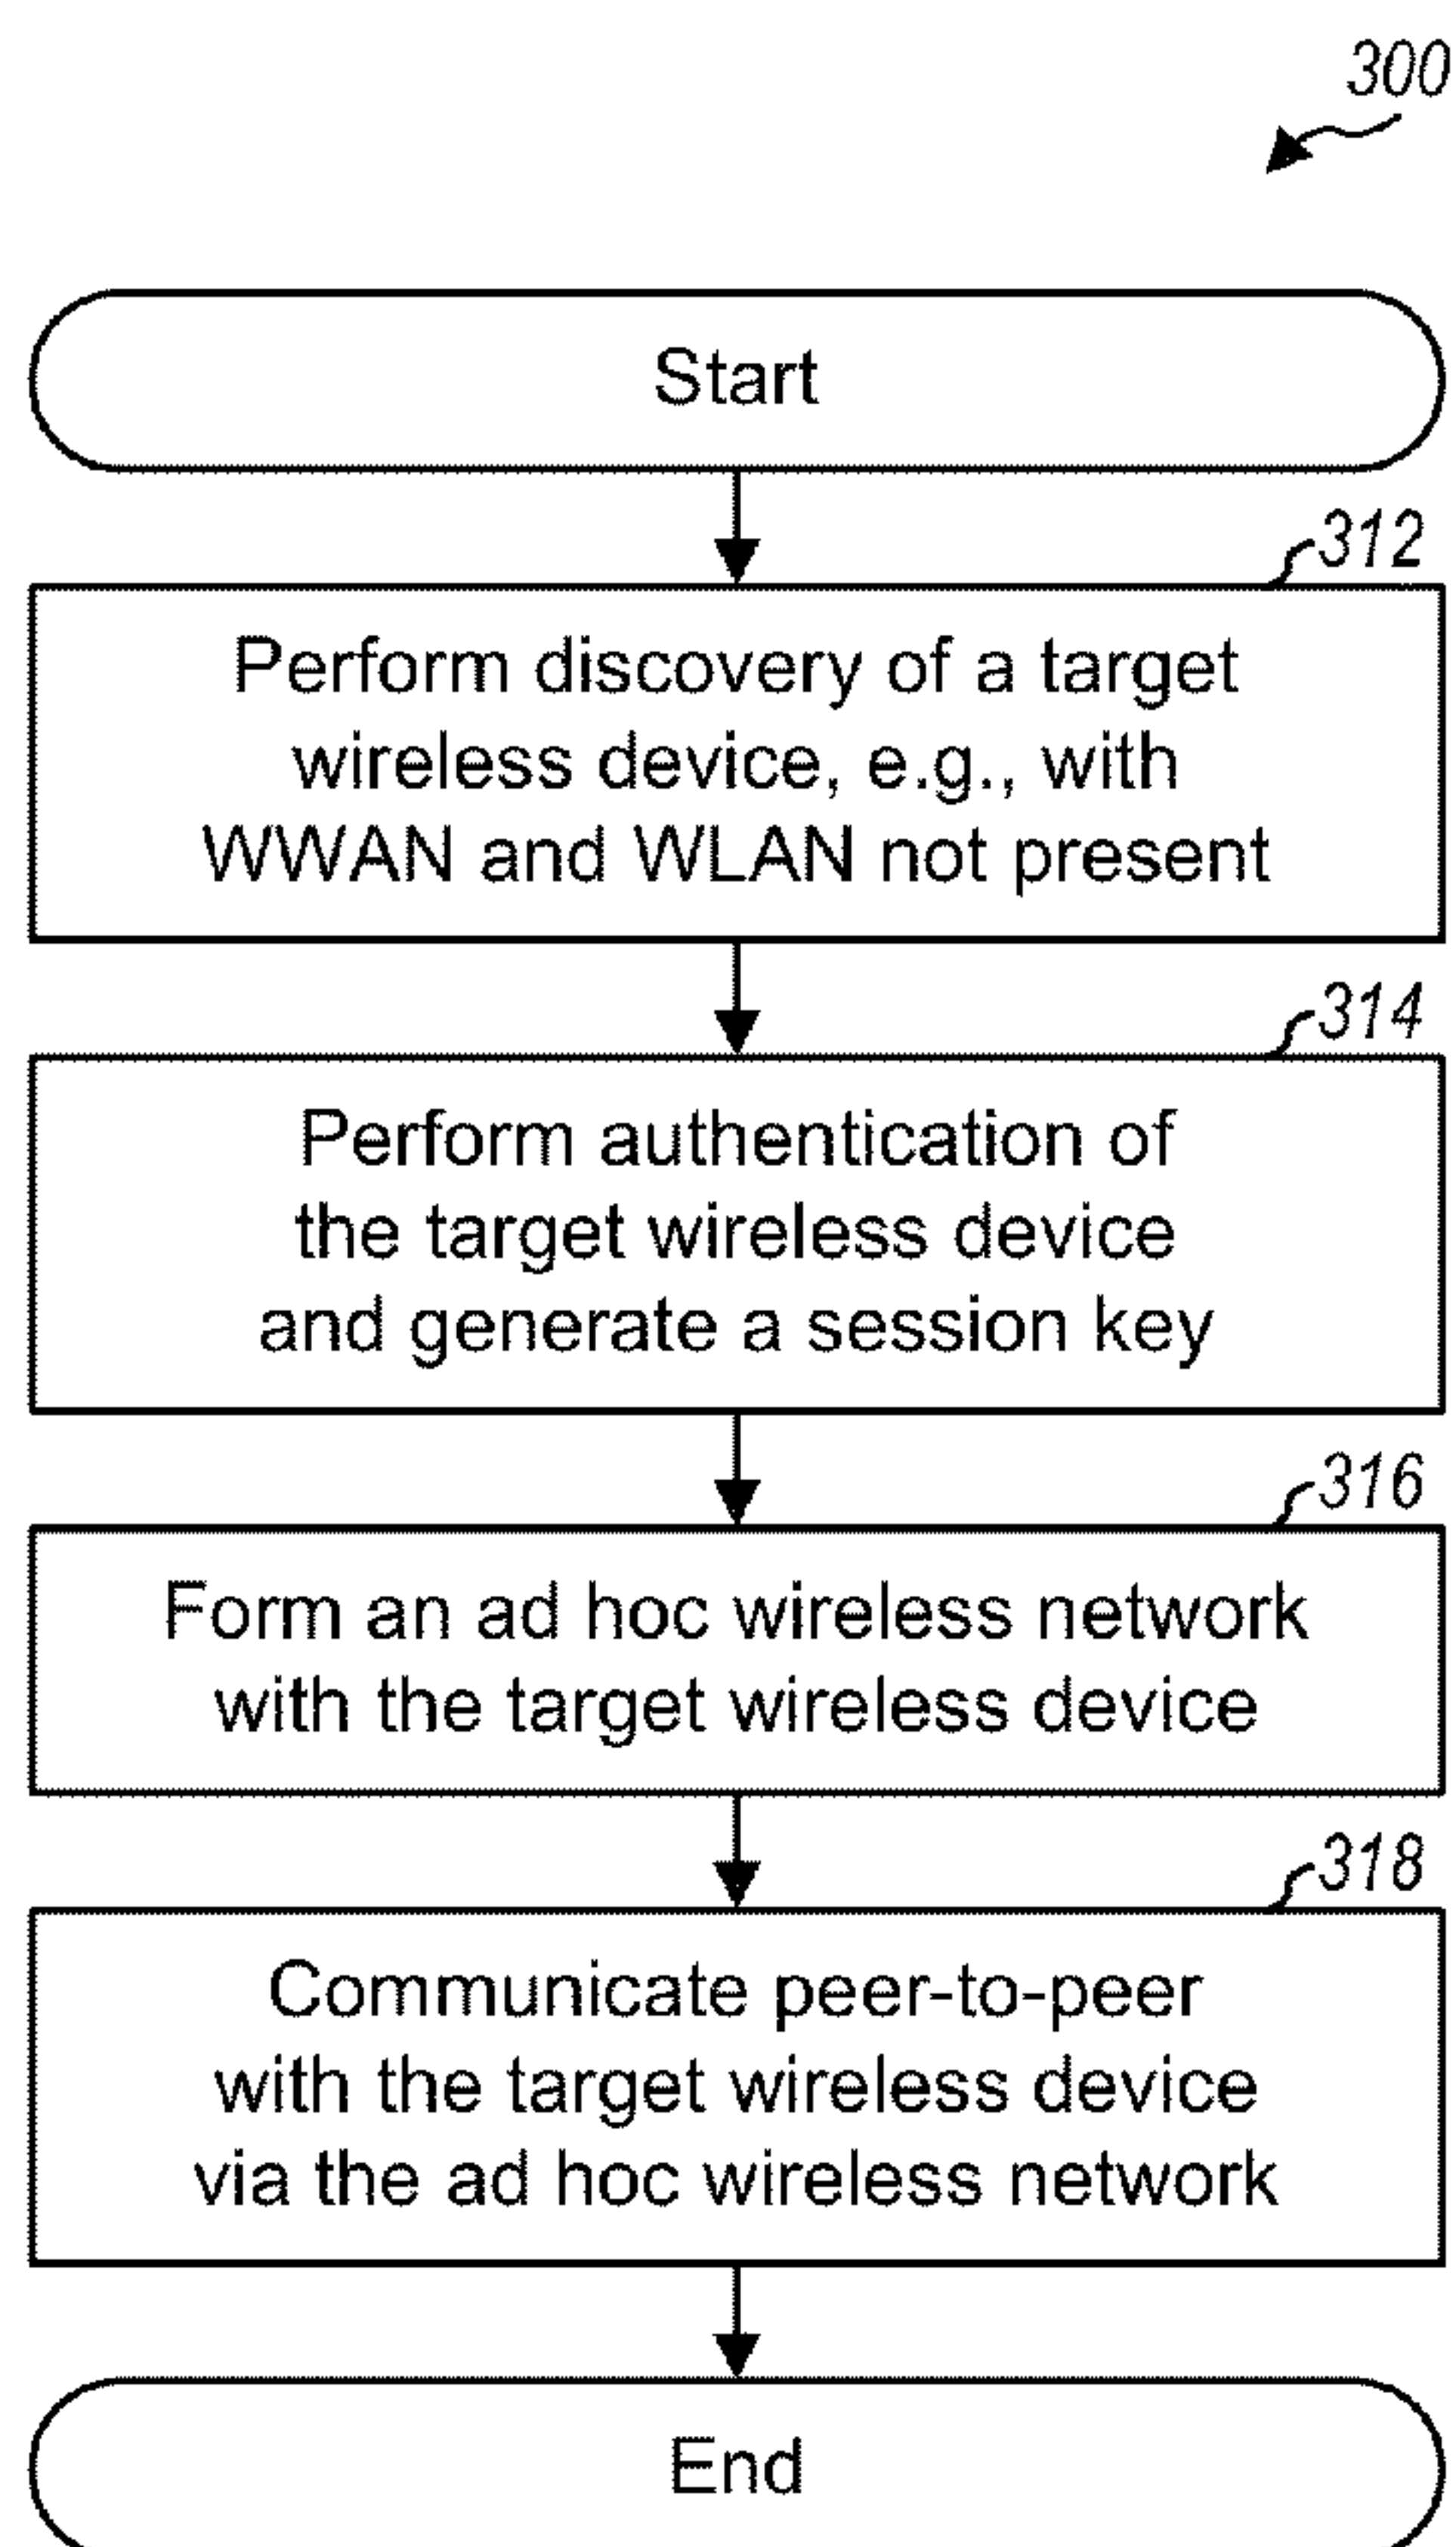 300
Start
312
Perform discovery of a target
wireless device, e.g., with
WWAN and WLAN not present
314
Perform authentication of
the target wireless device
and generate a session key
316
Form an ad hoc wireless network
with the target wireless device
318
Communicate peer-to-peer
with the target wireless device
via the ad hoc wireless network
End